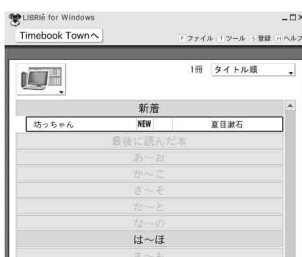 LIBRIé for Windows
Timebook Townへ
F ファイル T ツール S 登録 H ヘルプ
1冊 タイトル順
新着
坊っちゃん NEW 夏目漱石
最後に読んだ本
あ〜お
か〜こ
さ〜そ
た〜と
な〜の
は〜ほ
ま〜も